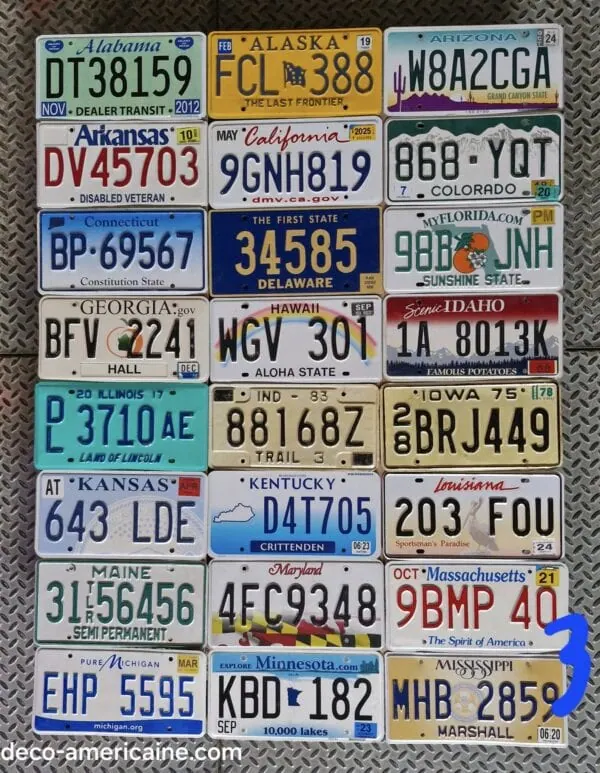 Alabama
DT38159
NOV DEALER TRANSIT 2012
FEB ALASKA 19
FCL 388
THE LAST FRONTIER
ARIZONA 24
W8A2CGA
GRAND CANYON STATE
Arkansas 10
DV45703
DISABLED VETERAN
MAY California 2025
9GNH819
dmv.ca.gov
868·YQT
7 COLORADO 20
Connecticut
BP·69567
Constitution State
THE FIRST STATE
34585
DELAWARE
MYFLORIDA.COM PM
98B JNH
SUNSHINE STATE
GEORGIA.gov
BFV 2241
HALL DEC
HAWAII SEP
WGV 301
ALOHA STATE
Scenic IDAHO
1A 8013K
FAMOUS POTATOES
20 ILLINOIS 17
DL 3710 AE
LAND OF LINCOLN
IND - 83
88168Z
TRAIL 3
IOWA 75 78
28 BRJ449
AT KANSAS
643 LDE
KENTUCKY
D4T705
CRITTENDEN 06·23
Louisiana
203 FOU
Sportsman's Paradise 24
MAINE
31 TLR 56456
SEMI PERMANENT
Maryland
4FC9348
OCT Massachusetts 21
9BMP 40
The Spirit of America
PURE MICHIGAN MAR
EHP 5595
michigan.org
EXPLORE Minnesota.com
KBD 182
SEP 10,000 lakes 23
MISSISSIPPI
MHB 2859
MARSHALL 06·20
3
deco-americaine.com